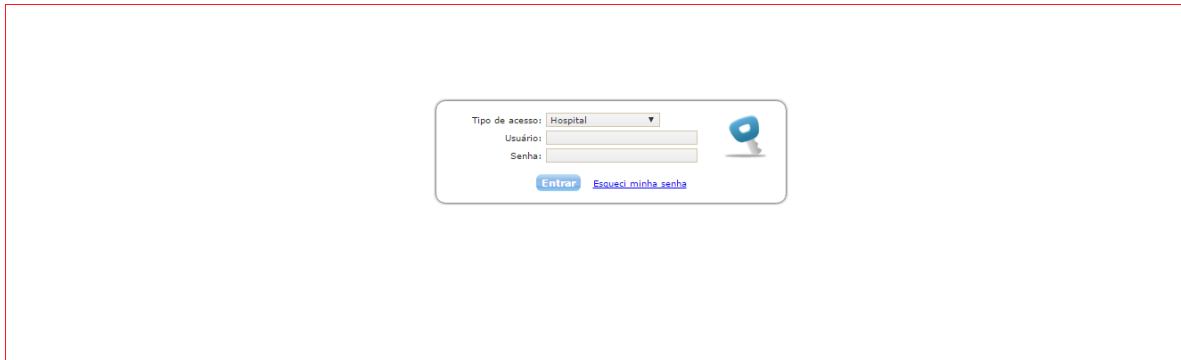 Tipo de acesso: Hospital ▼
Usuário:
Senha:
Entrar Esqueci minha senha